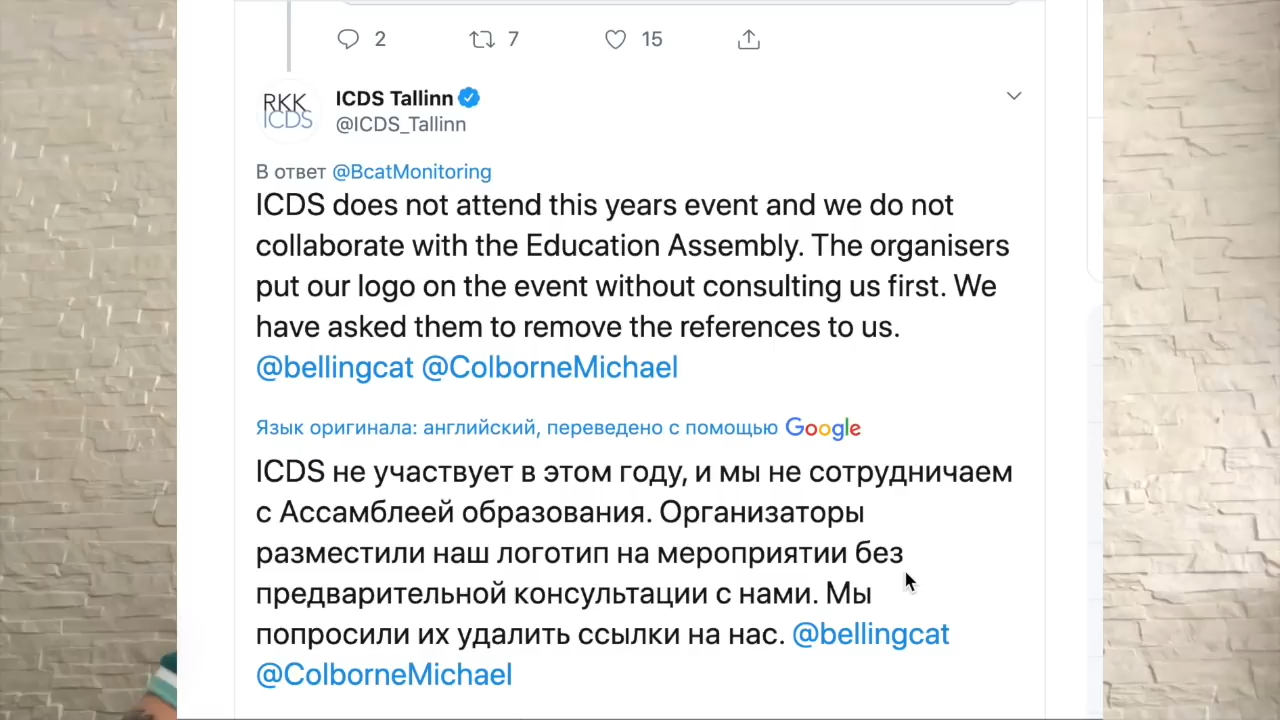 2 7 15
RKK
ICDS
ICDS Tallinn
@ICDS_Tallinn
В ответ @BcatMonitoring
ICDS does not attend this years event and we do not
collaborate with the Education Assembly. The organisers
put our logo on the event without consulting us first. We
have asked them to remove the references to us.
@bellingcat @ColborneMichael
Язык оригинала: английский, переведено с помощью Google
ICDS не участвует в этом году, и мы не сотрудничаем
с Ассамблеей образования. Организаторы
разместили наш логотип на мероприятии без
предварительной консультации с нами. Мы
попросили их удалить ссылки на нас. @bellingcat
@ColborneMichael